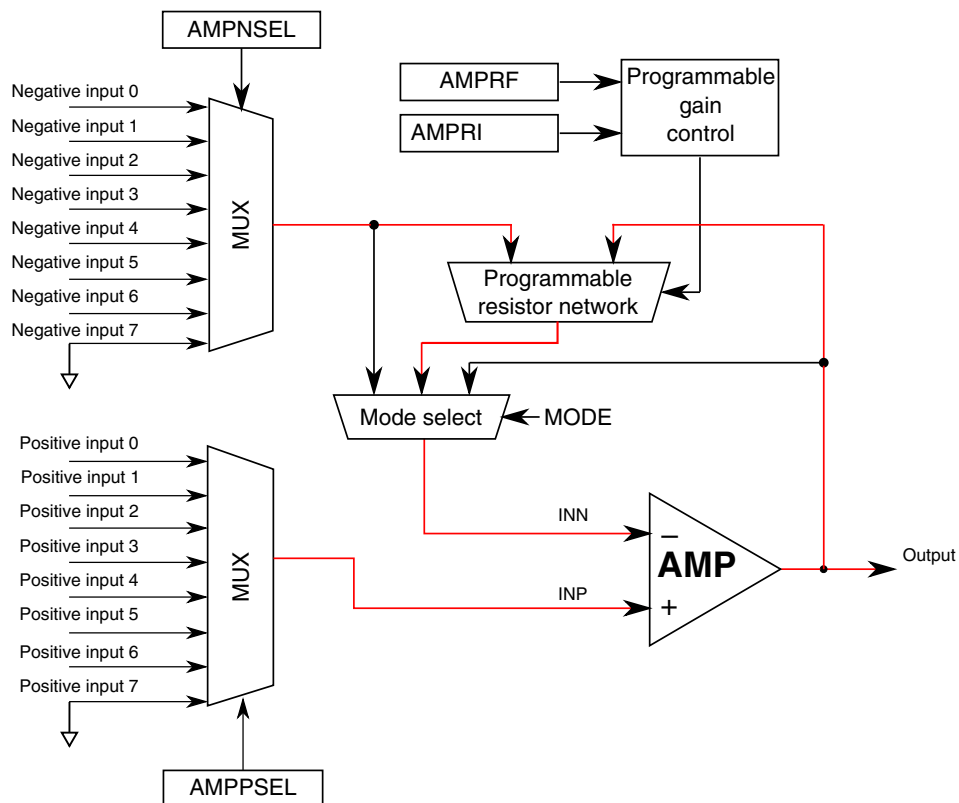 AMPNSEL
Negative input 0
Negative input 1
Negative input 2
Negative input 3
Negative input 4
Negative input 5
Negative input 6
Negative input 7
MUX
AMPRF
AMPRI
Programmable
gain
control
Programmable
resistor network
Mode select
MODE
Positive input 0
Positive input 1
Positive input 2
Positive input 3
Positive input 4
Positive input 5
Positive input 6
Positive input 7
MUX
INN
INP
−
AMP
+
Output
AMPPSEL